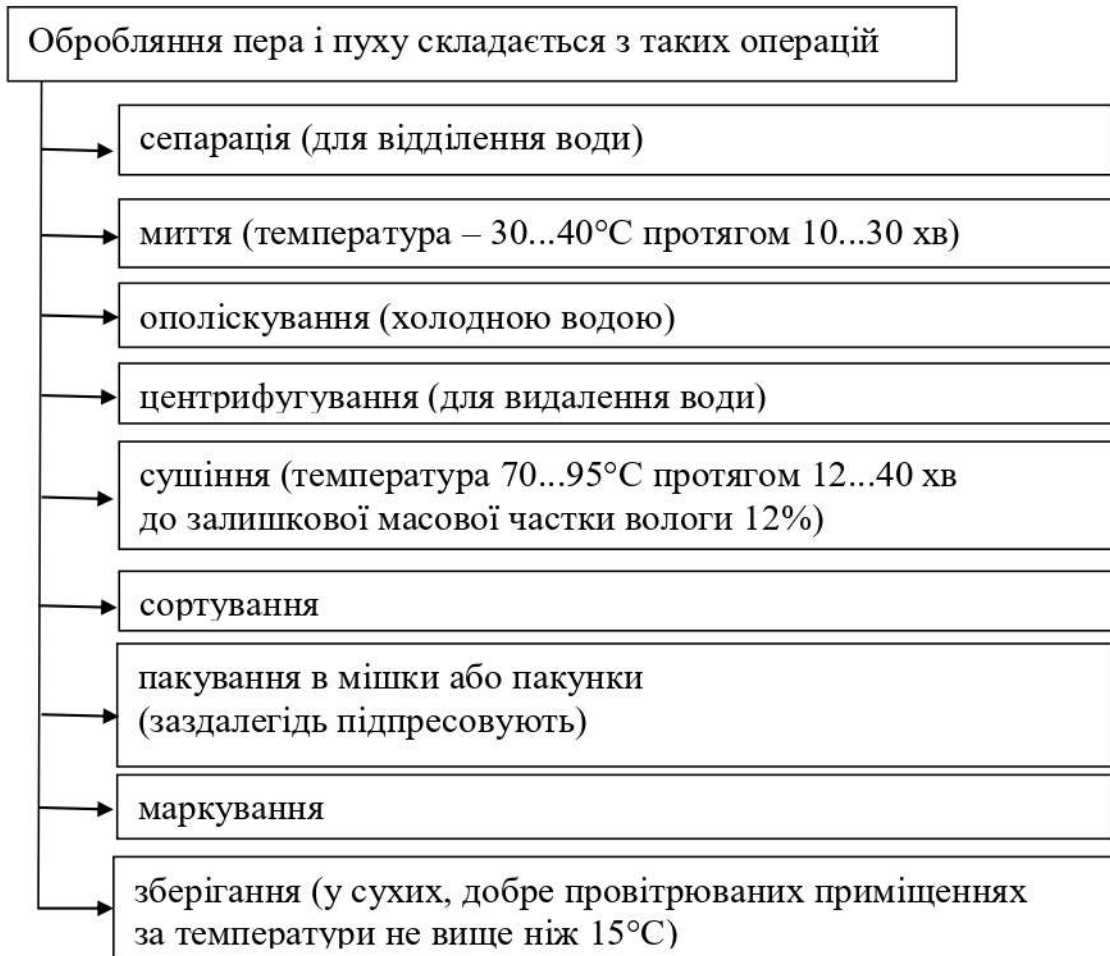 Обробляння пера і пуху складається з таких операцій
сепарація (для відділення води)
миття (температура – 30...40°С протягом 10...30 хв)
ополіскування (холодною водою)
центрифугування (для видалення води)
сушіння (температура 70...95°С протягом 12...40 хв
до залишкової масової частки вологи 12%)
сортування
пакування в мішки або пакунки
(заздалегідь підпресовують)
маркування
зберігання (у сухих, добре провітрюваних приміщеннях
за температури не вище ніж 15°С)